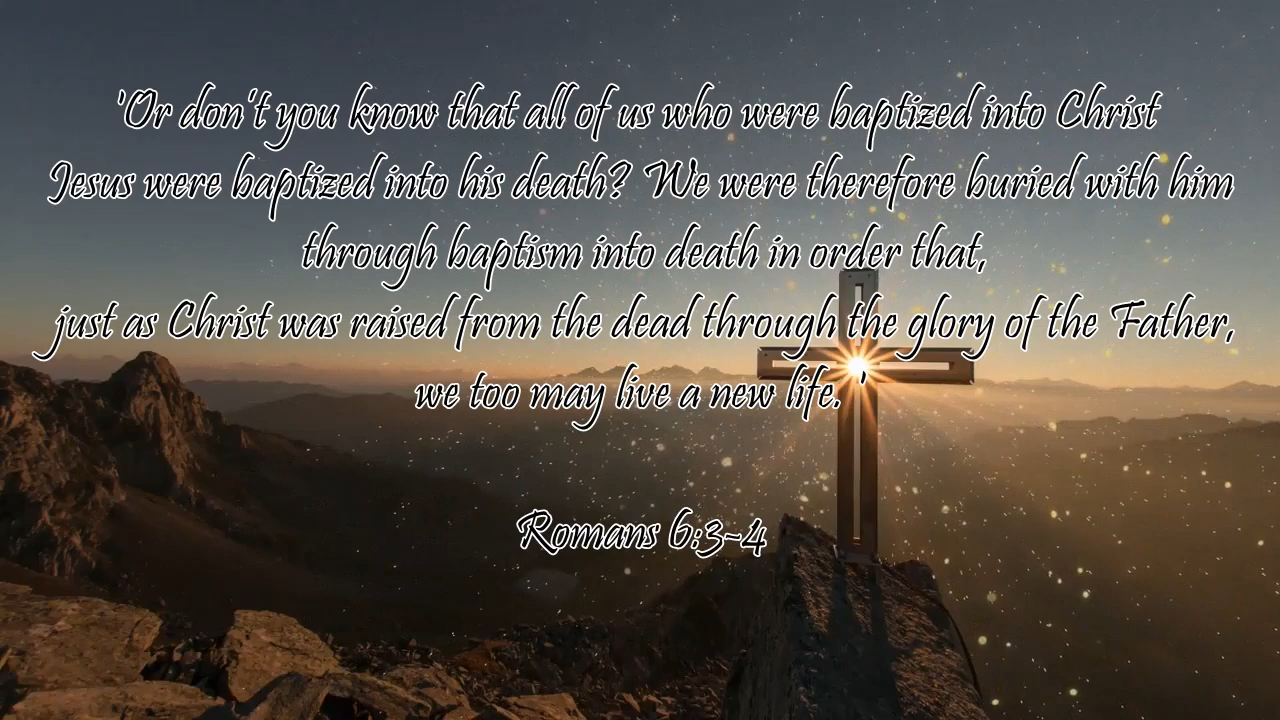 'Or don't you know that all of us who were baptized into Christ
Jesus were baptized into his death? We were therefore buried with him
through baptism into death in order that,
just as Christ was raised from the dead through the glory of the Father,
we too may live a new life. '
Romans 6:3-4